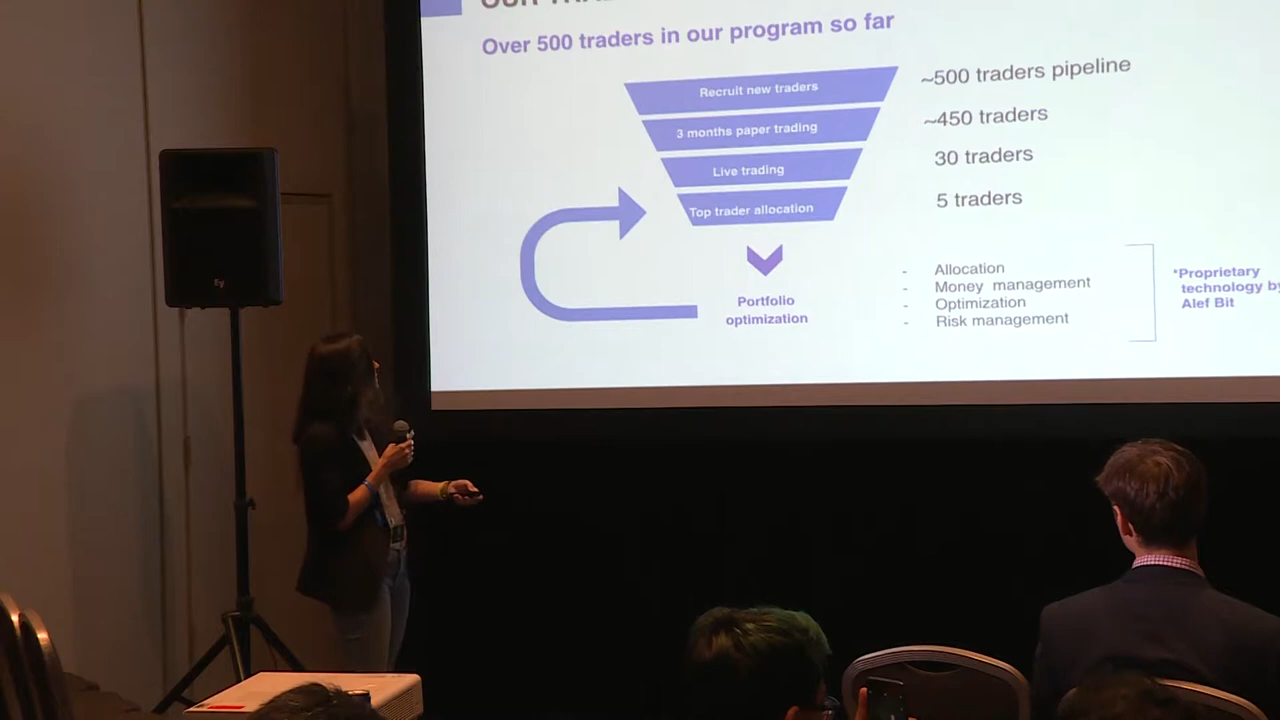 Over 500 traders in our program so far
Recruit new traders
~500 traders pipeline
3 months paper trading
~450 traders
Live trading
30 traders
Top trader allocation
5 traders
Portfolio
optimization
- Allocation
- Money management
- Optimization
- Risk management
*Proprietary
technology by
Alef Bit
EV